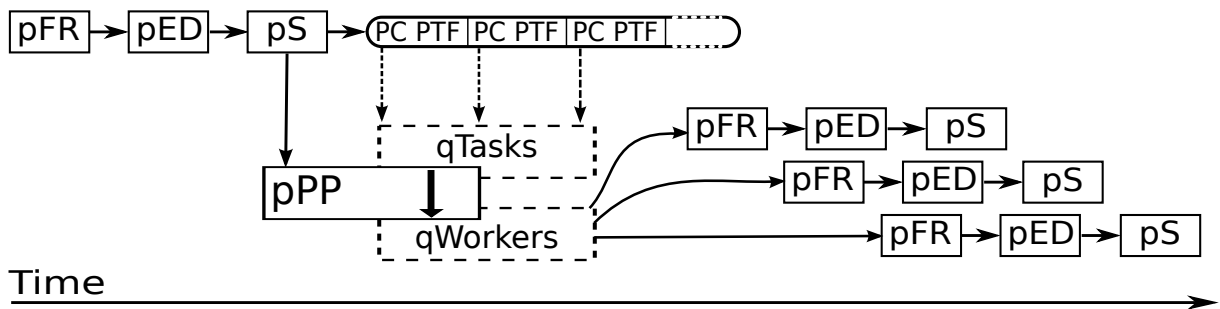 pFR pED pS PC PTF PC PTF PC PTF
qTasks
pFR pED pS
pPP
pFR pED pS
qWorkers
pFR pED pS
Time